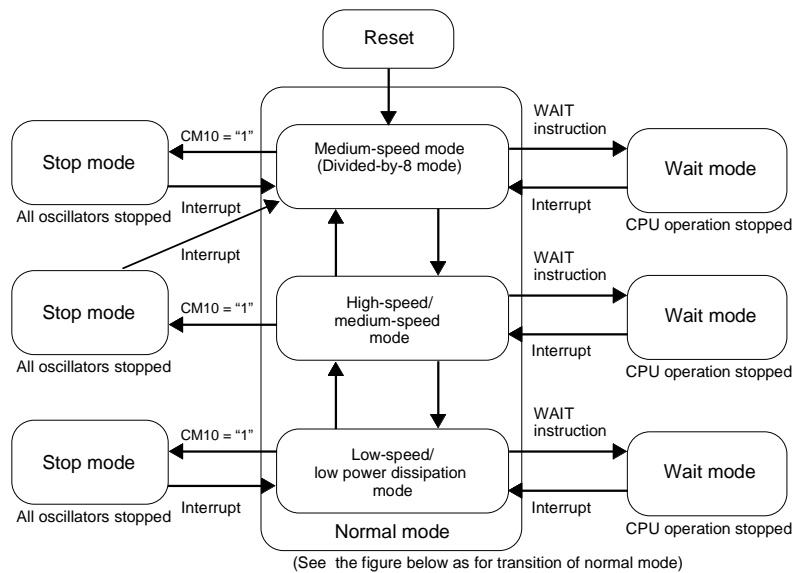 Reset
WAIT
instruction
CM10 = “1”
Medium-speed mode
(Divided-by-8 mode)
Stop mode
Wait mode
Interrupt
Interrupt
All oscillators stopped
CPU operation stopped
Interrupt
WAIT
instruction
CM10 = “1”
High-speed/
medium-speed
mode
Stop mode
Wait mode
Interrupt
All oscillators stopped
CPU operation stopped
WAIT
instruction
CM10 = “1”
Low-speed/
low power dissipation
mode
Stop mode
Wait mode
Interrupt
Interrupt
All oscillators stopped
CPU operation stopped
Normal mode
(See the figure below as for transition of normal mode)